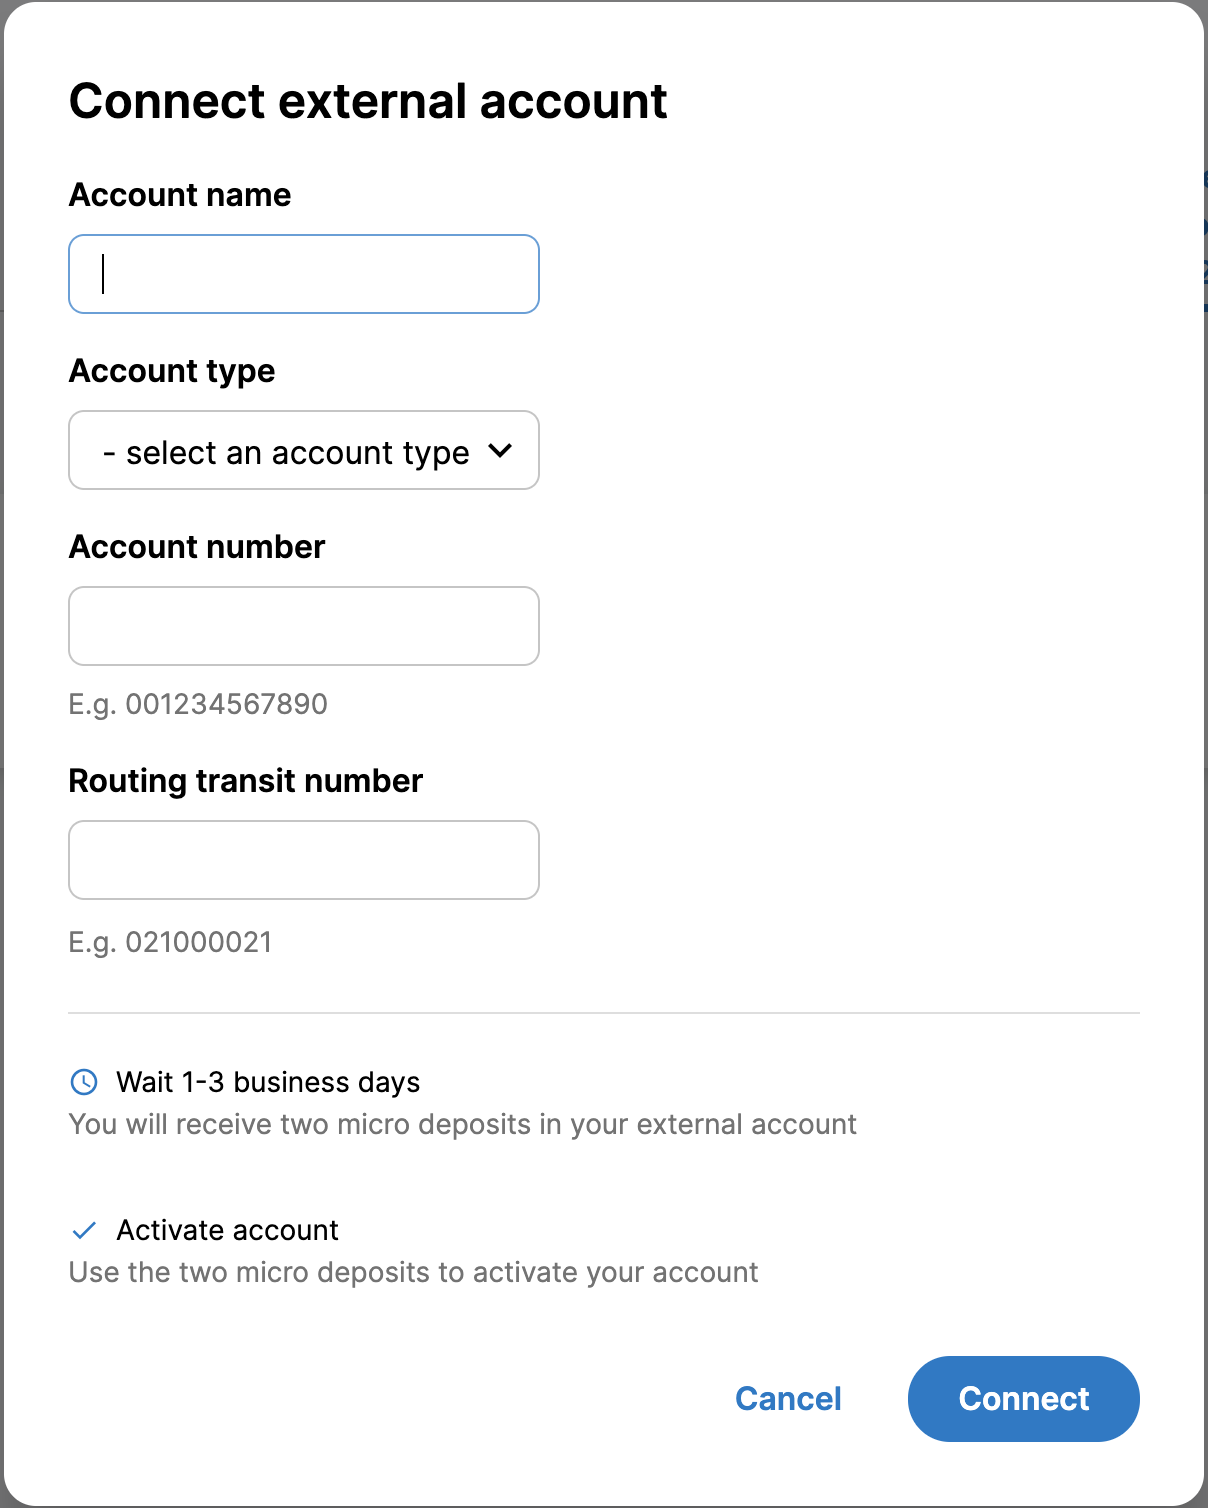 Connect external account
Account name
Account type
- select an account type
Account number
E.g. 001234567890
Routing transit number
E.g. 021000021
Wait 1-3 business days
You will receive two micro deposits in your external account
Activate account
Use the two micro deposits to activate your account
Cancel
Connect